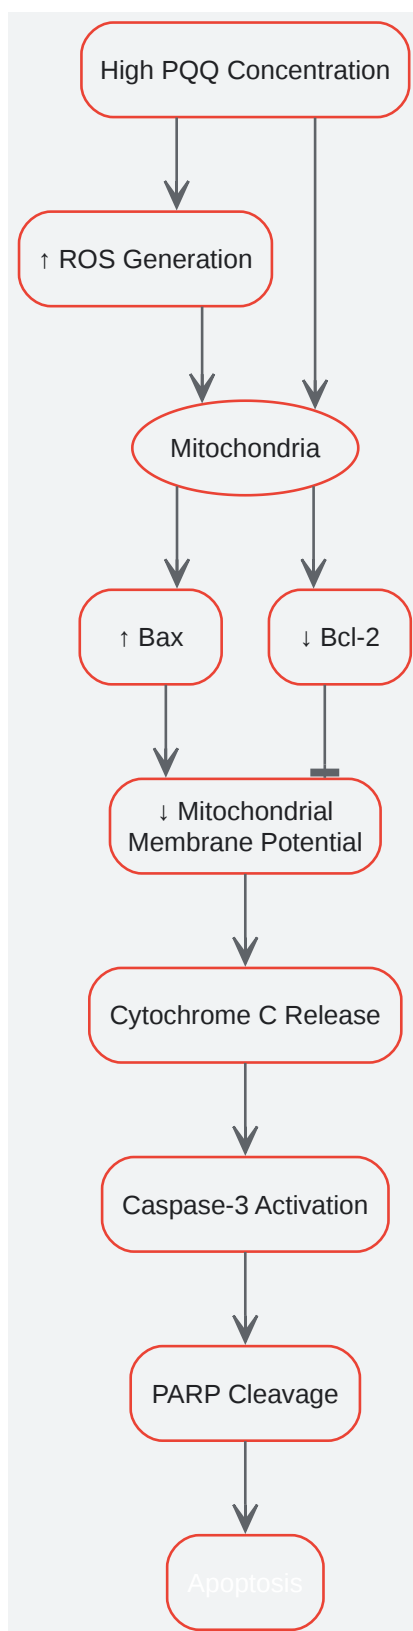 High PQQ Concentration
↑ ROS Generation
Mitochondria
↑ Bax
↓ Bcl-2
↓ Mitochondrial
Membrane Potential
Cytochrome C Release
Caspase-3 Activation
PARP Cleavage
Apoptosis